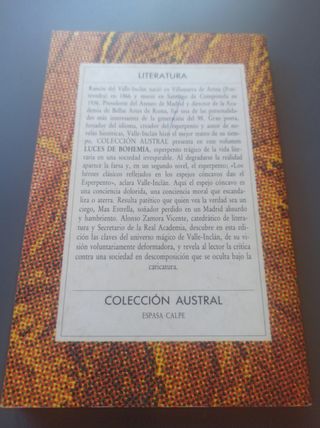 LITERATURA
Ramón del Valle-Inclán nació en Villanueva de Arosa (Pon-
tevedra) en 1866 y murió en Santiago de Compostela en
1936. Presidente del Ateneo de Madrid y director de la Aca-
demia de Bellas Artes de Roma, fue una de las personalida-
des más interesantes de la generación del 98. Gran poeta,
forzador del idioma, creador del esperpento y autor de no-
velas históricas, Valle-Inclán hizo el mejor teatro de su tiem-
po. COLECCIÓN AUSTRAL presenta en este volumen
LUCES DE BOHEMIA, esperpento trágico de la vida lite-
raria en una sociedad irrespirable. Al degradarse la realidad
aparece la farsa y, en un segundo nivel, el esperpento; «Los
héroes clásicos reflejados en los espejos cóncavos dan el
Esperpento», aclara Valle-Inclán. Aquí el espejo cóncavo es
una conciencia dolorida, una conciencia moral que escanda-
liza o aterra. Resulta patético que quien vea la verdad sea un
ciego, Max Estrella, soñador perdido en un Madrid absurdo
y hambriento. Alonso Zamora Vicente, catedrático de litera-
tura y Secretario de la Real Academia, descubre en esta edi-
ción las claves del universo mágico de Valle-Inclán, de su vi-
sión voluntariamente deformadora, y revela al lector la crítica
contra una sociedad en descomposición que se oculta bajo la
caricatura.
COLECCIÓN AUSTRAL
ESPASA CALPE